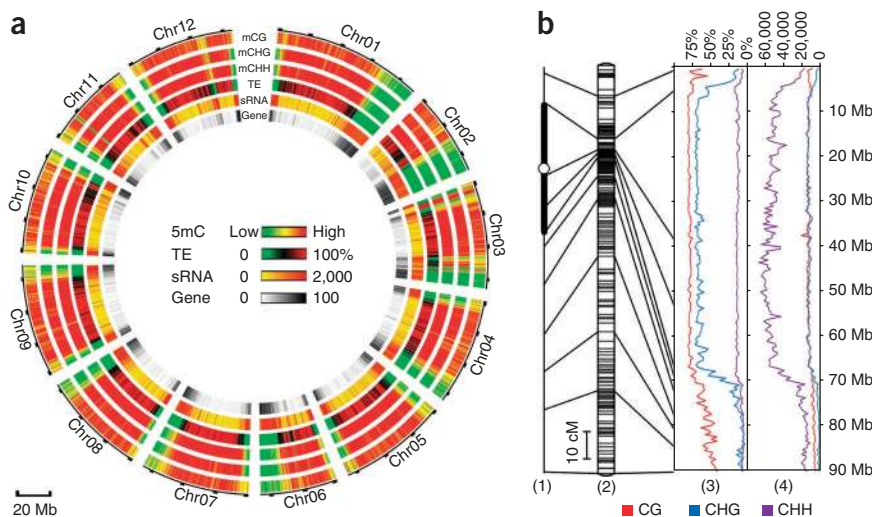 a
Chr12
Chr01
Chr02
Chr03
Chr04
Chr05
Chr06
Chr07
Chr08
Chr09
Chr10
Chr11
mCG
mCHG
mCHH
TE
sRNA
Gene
5mC Low High
TE 0 100%
sRNA 0 2,000
Gene 0 100
20 Mb
b
75% 50% 25% 0% 60,000 40,000 20,000 0
10 Mb
20 Mb
30 Mb
40 Mb
50 Mb
60 Mb
70 Mb
80 Mb
90 Mb
10 cM
(1) (2) (3) (4)
CG CHG CHH